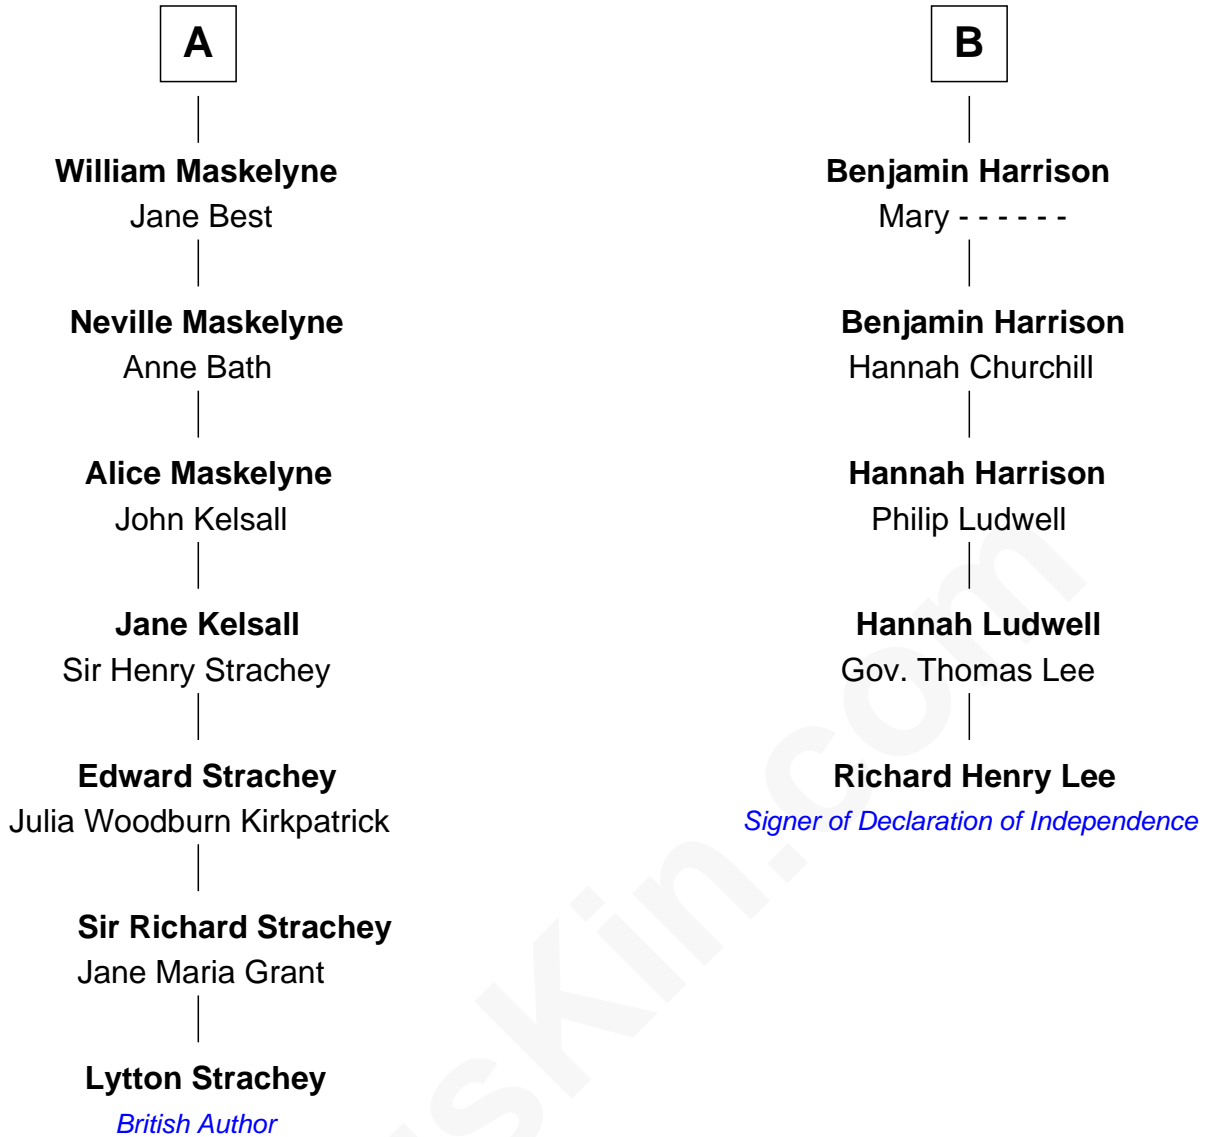 A
William Maskelyne
Jane Best
Neville Maskelyne
Anne Bath
Alice Maskelyne
John Kelsall
Jane Kelsall
Sir Henry Strachey
Edward Strachey
Julia Woodburn Kirkpatrick
Sir Richard Strachey
Jane Maria Grant
Lytton Strachey
British Author
B
Benjamin Harrison
Mary - - - - - -
Benjamin Harrison
Hannah Churchill
Hannah Harrison
Philip Ludwell
Hannah Ludwell
Gov. Thomas Lee
Richard Henry Lee
Signer of Declaration of Independence
sKin.com